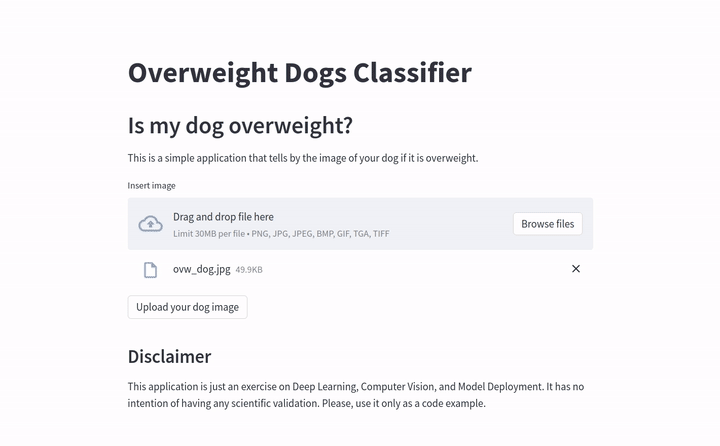 Overweight Dogs Classifier
Is my dog overweight?
This is a simple application that tells by the image of your dog if it is overweight.
Insert image
Drag and drop file here
Limit 30MB per file • PNG, JPG, JPEG, BMP, GIF, TGA, TIFF
Browse files
ovw_dog.jpg 49.9KB
Upload your dog image
Disclaimer
This application is just an exercise on Deep Learning, Computer Vision, and Model Deployment. It has no
intention of having any scientific validation. Please, use it only as a code example.